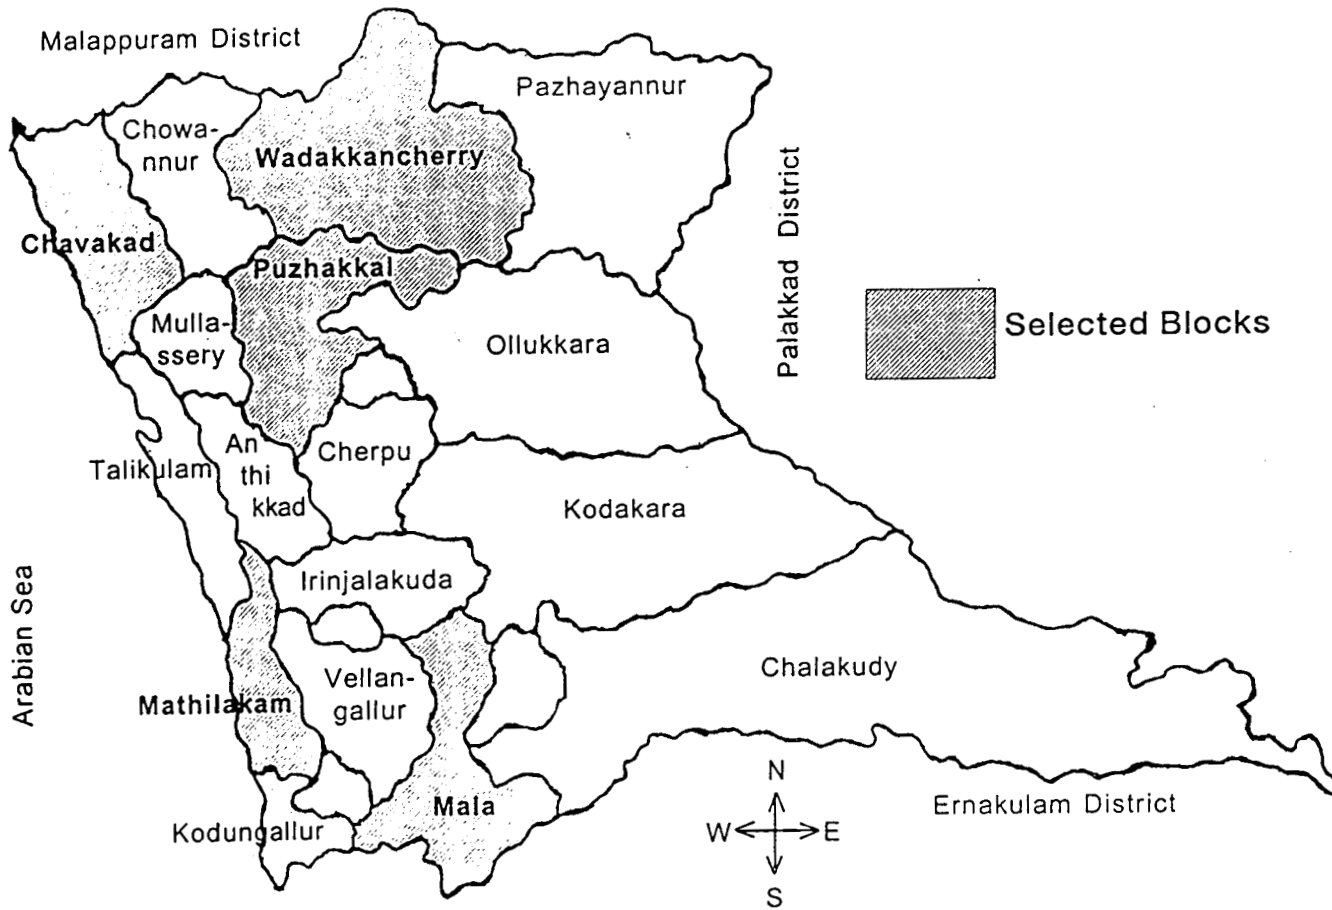 Malappuram District
Pazhayannur
Chowa-
nnur
Wadakkancherry
Palakkad District
Chavakad
Puzhakkal
Selected Blocks
Mulla-
ssery
Ollukkara
An
thi
kkad
Cherpu
Talikulam
Kodakara
Irinjalakuda
Arabian Sea
Chalakudy
Vellan-
gallur
Mathilakam
Mala
Kodungallur
N
W
E
S
Ernakulam District